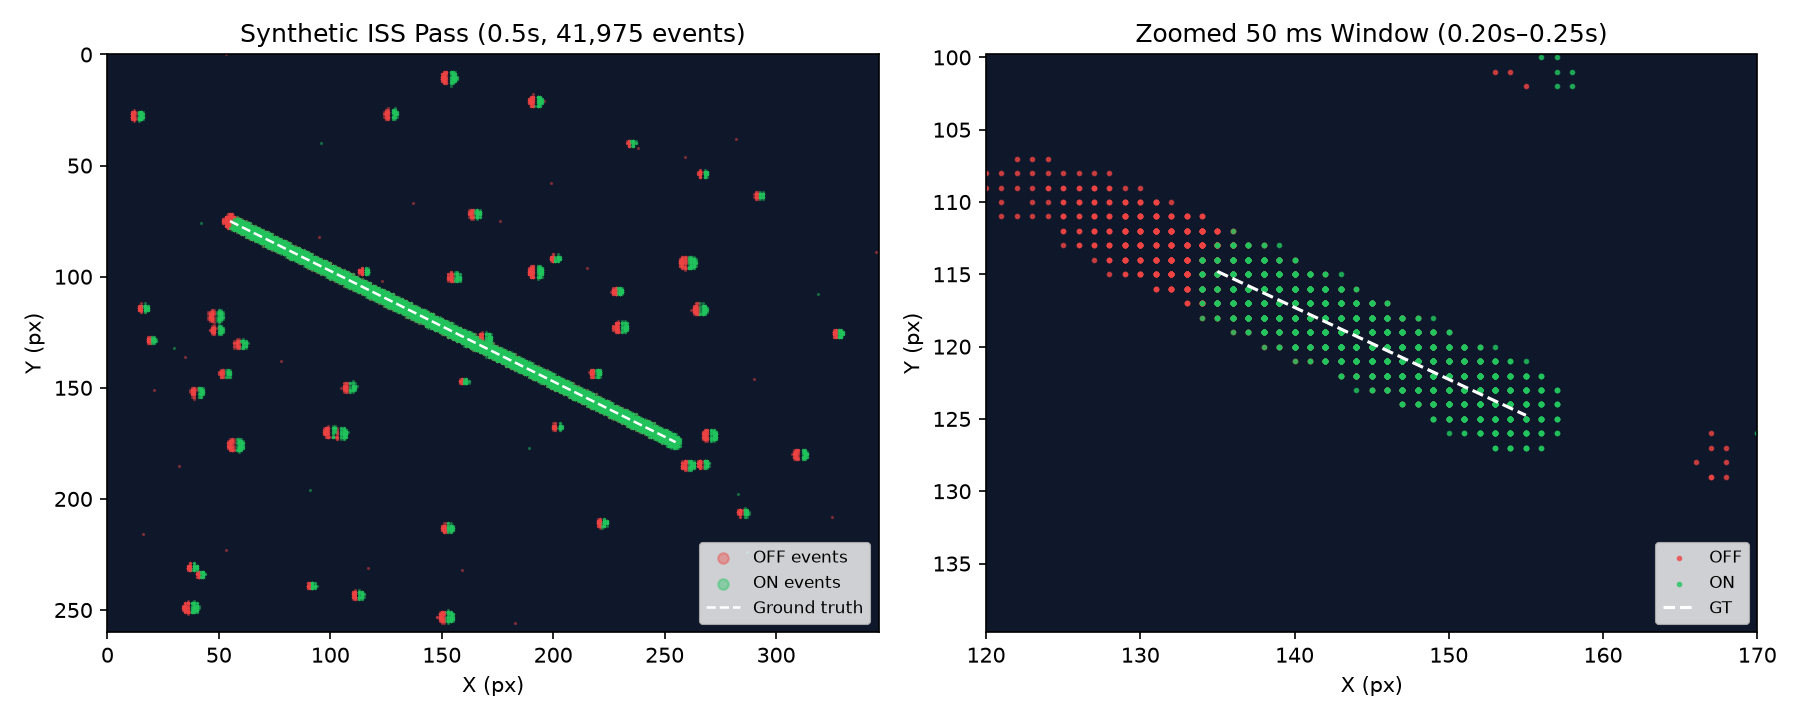 Synthetic ISS Pass (0.5s, 41,975 events)
0
50
100
150
200
250
Y (px)
0
50
100
150
200
250
300
X (px)
OFF events
ON events
Ground truth
Zoomed 50 ms Window (0.20s–0.25s)
100
105
110
115
120
125
130
135
Y (px)
120
130
140
150
160
170
X (px)
OFF
ON
GT